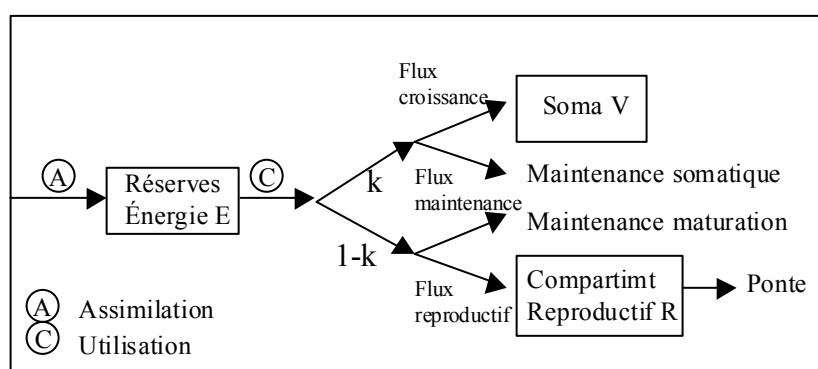 Flux
croissance
Soma V
A
Réserves
Énergie E
C
k
Flux
maintenance
Maintenance somatique
Maintenance maturation
1-k
Flux
reproductif
Compartimt
Reproductif R
Ponte
A Assimilation
C Utilisation